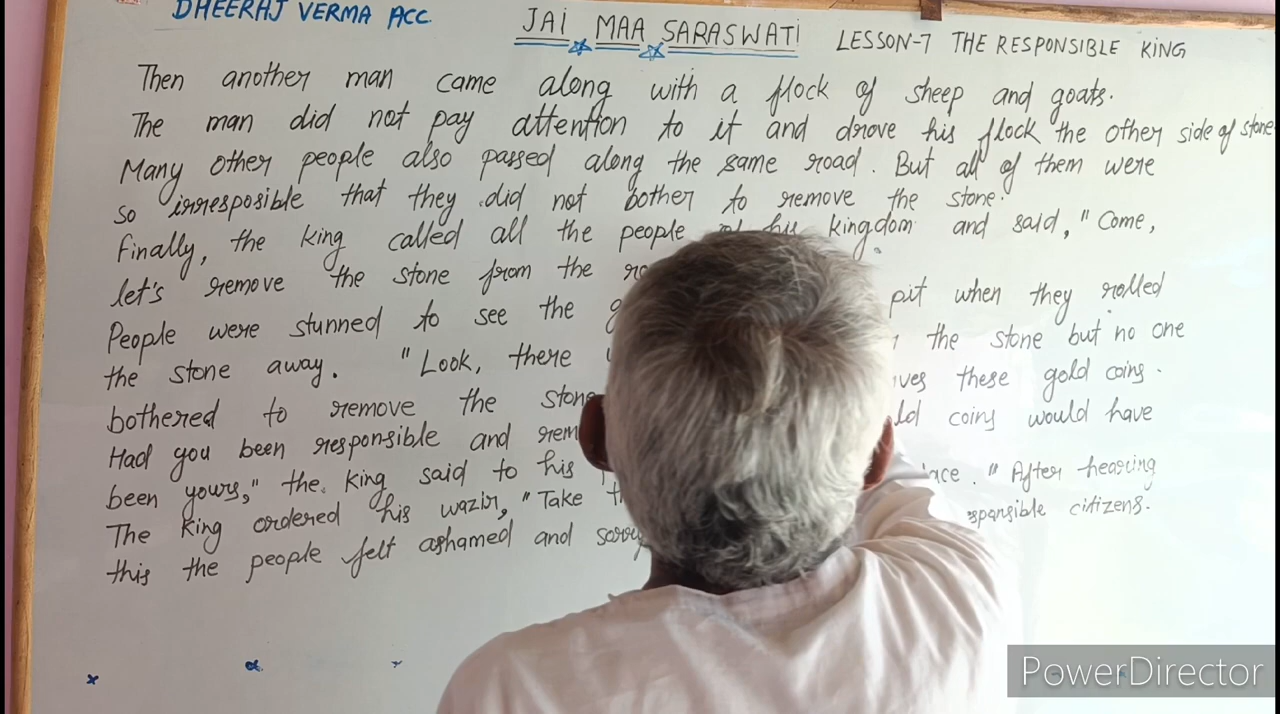 DHEERAJ VERMA ACC.
JAI MAA SARASWATI
LESSON-7 THE RESPONSIBLE KING
Then another man came along with a flock of sheep and goats.
The man did not pay attention to it and drove his flock the other side of stone
Many other people also passed along the same road. But all of them were
so irresposible that they did not bother to remove the stone.
Finally, the king called all the people his kingdom and said, "Come,
let's remove the stone from the
People were stunned to see the pit when they rolled
the stone away. "Look, there the stone but no one
bothered to remove the stone these gold coins.
Had you been responsible and coins would have
been yours," the king said to his
The king ordered his wazir, "Take " After hearing
this the people felt ashamed and citizens.
PowerDirector